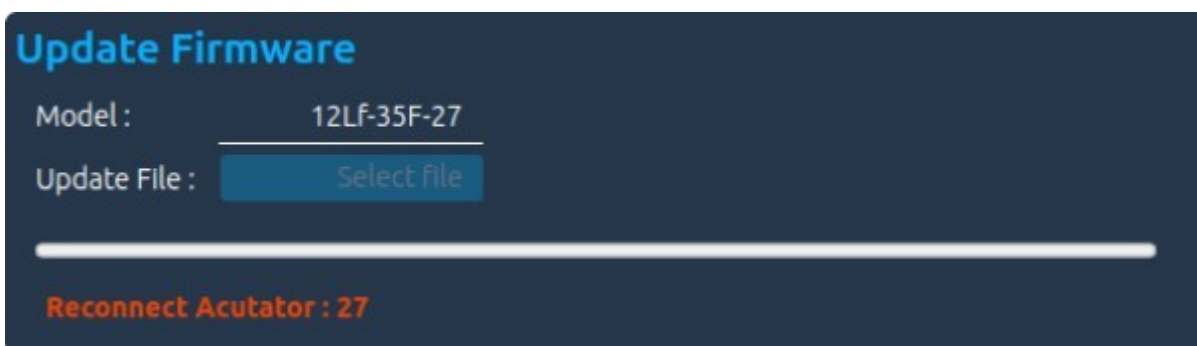 Update Firmware
Model : 12Lf-35F-27
Update File : Select file
Reconnect Acutator : 27